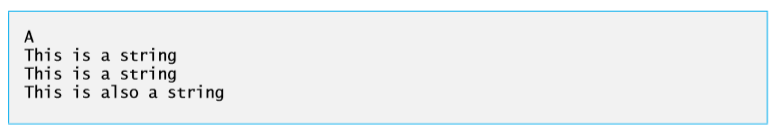 A
This is a string
This is a string
This is also a string